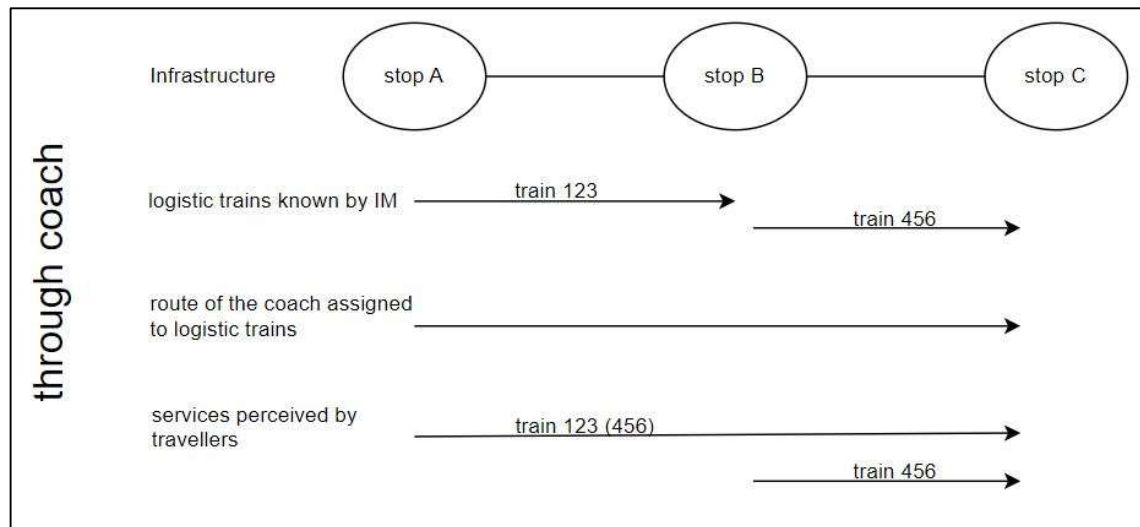 through coach
Infrastructure
stop A
stop B
stop C
logistic trains known by IM
train 123
train 456
route of the coach assigned
to logistic trains
services perceived by
travellers
train 123 (456)
train 456